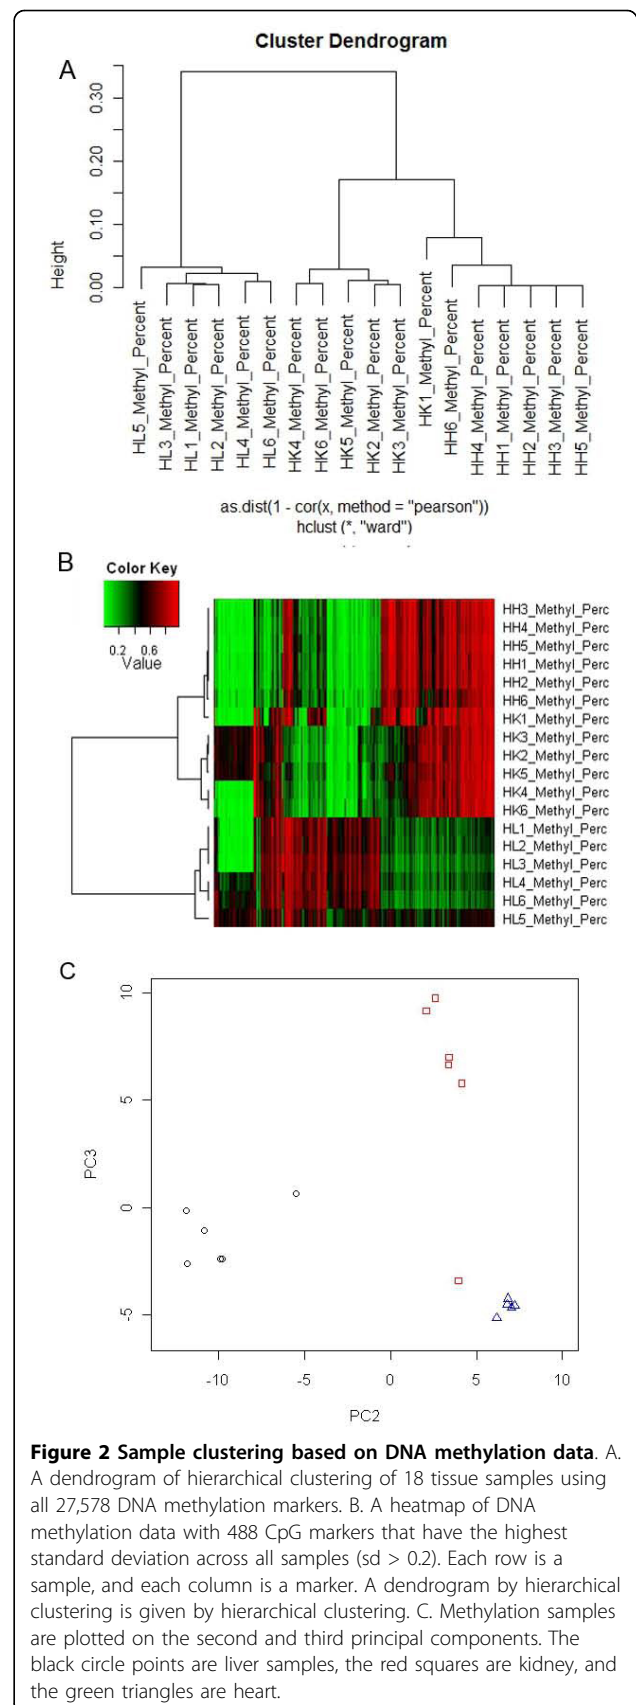 Cluster Dendrogram
A
Height
0.00
0.10
0.20
0.30
HL5_Methyl_Percent
HL3_Methyl_Percent
HL1_Methyl_Percent
HL2_Methyl_Percent
HL4_Methyl_Percent
HL6_Methyl_Percent
HK4_Methyl_Percent
HK6_Methyl_Percent
HK5_Methyl_Percent
HK2_Methyl_Percent
HK3_Methyl_Percent
HK1_Methyl_Percent
HH6_Methyl_Percent
HH4_Methyl_Percent
HH1_Methyl_Percent
HH2_Methyl_Percent
HH3_Methyl_Percent
HH5_Methyl_Percent
as.dist(1 - cor(x, method = "pearson"))
hclust (*, "ward")
B
Color Key
0.2 0.6
Value
HH3_Methyl_Perc
HH4_Methyl_Perc
HH5_Methyl_Perc
HH1_Methyl_Perc
HH2_Methyl_Perc
HH6_Methyl_Perc
HK1_Methyl_Perc
HK3_Methyl_Perc
HK2_Methyl_Perc
HK5_Methyl_Perc
HK4_Methyl_Perc
HK6_Methyl_Perc
HL1_Methyl_Perc
HL2_Methyl_Perc
HL3_Methyl_Perc
HL4_Methyl_Perc
HL6_Methyl_Perc
HL5_Methyl_Perc
C
PC3
10
5
0
-5
-10 -5 0 5 10
PC2
Figure 2 Sample clustering based on DNA methylation data. A.
A dendrogram of hierarchical clustering of 18 tissue samples using
all 27,578 DNA methylation markers. B. A heatmap of DNA
methylation data with 488 CpG markers that have the highest
standard deviation across all samples (sd > 0.2). Each row is a
sample, and each column is a marker. A dendrogram by hierarchical
clustering is given by hierarchical clustering. C. Methylation samples
are plotted on the second and third principal components. The
black circle points are liver samples, the red squares are kidney, and
the green triangles are heart.